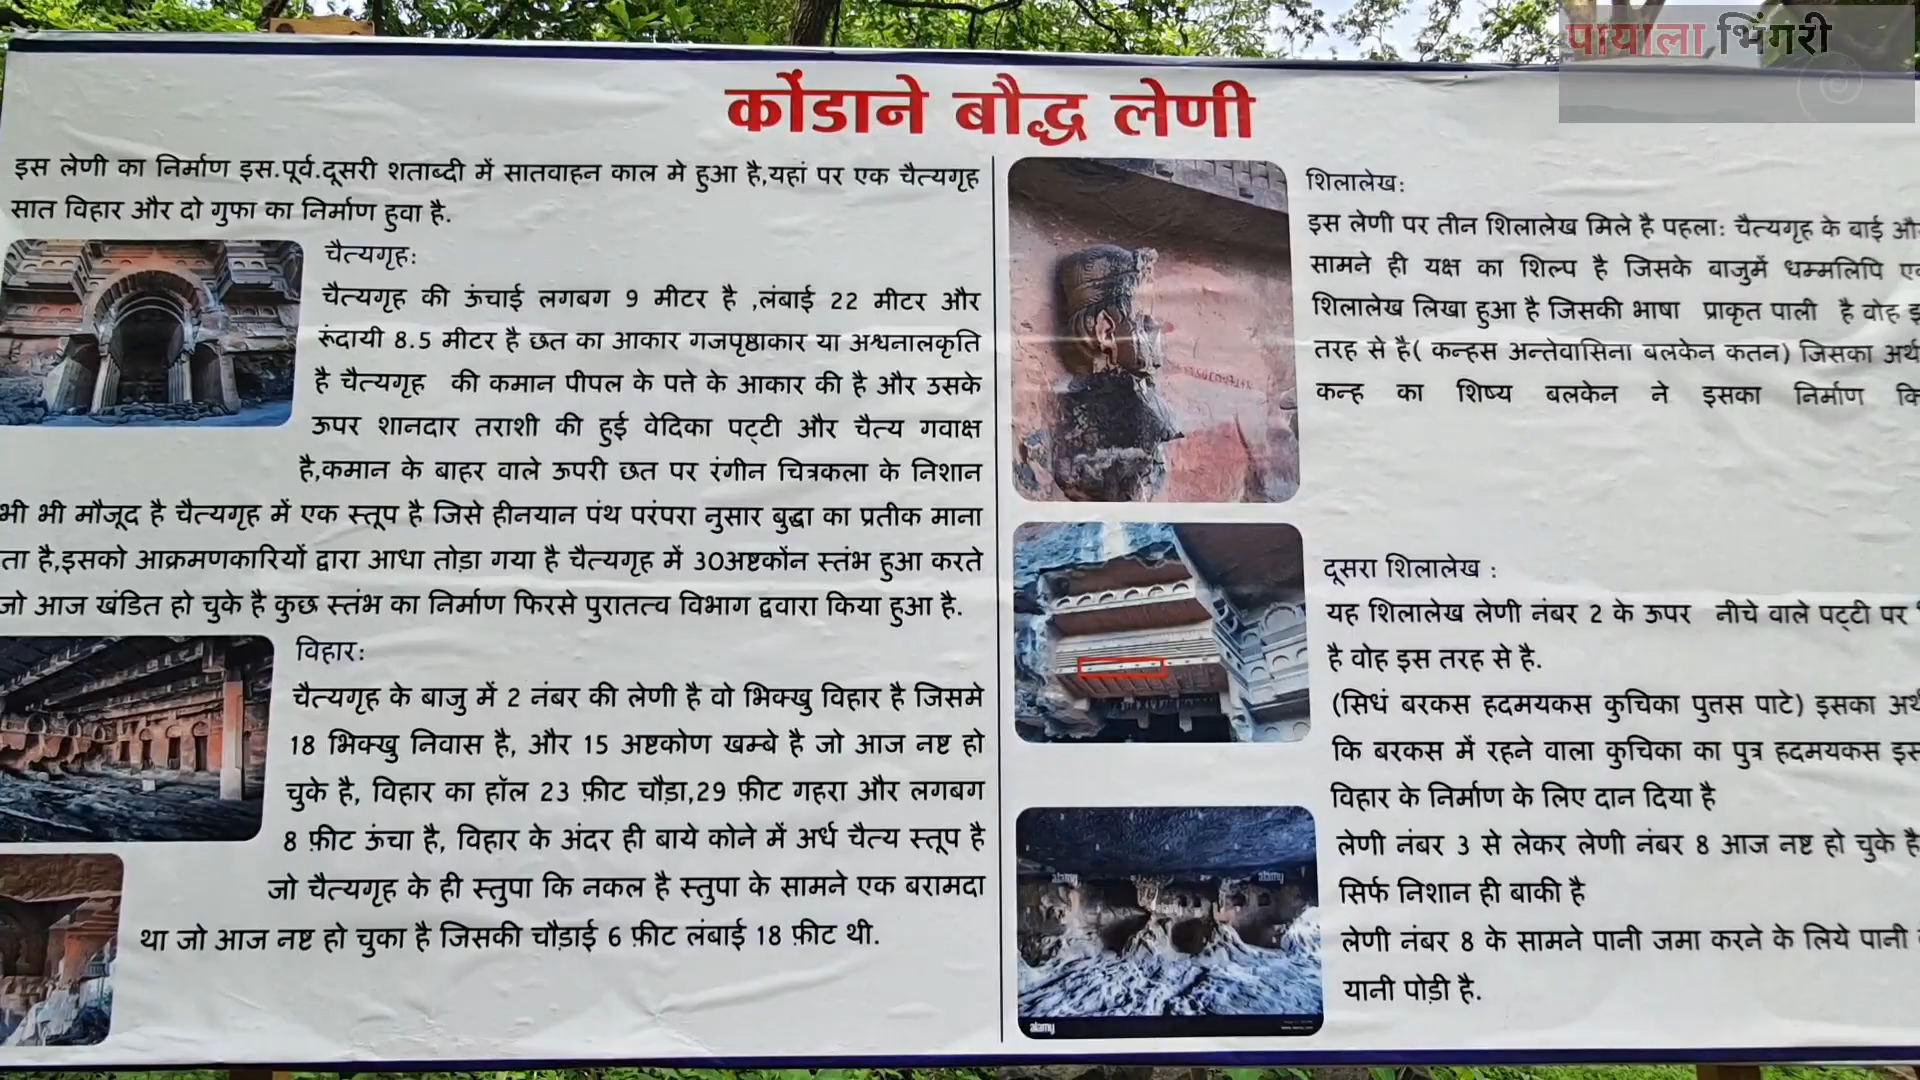 पायाला भिंगरी
कोंडाने बौद्ध लेणी
इस लेणी का निर्माण इस.पूर्व.दूसरी शताब्दी में सातवाहन काल मे हुआ है,यहां पर एक चैत्यगृह
सात विहार और दो गुफा का निर्माण हुवा है.
चैत्यगृह:
चैत्यगृह की ऊंचाई लगबग 9 मीटर है ,लंबाई 22 मीटर और
रूंदायी 8.5 मीटर है छत का आकार गजपृष्ठाकार या अश्वनालकृति
है चैत्यगृह की कमान पीपल के पत्ते के आकार की है और उसके
ऊपर शानदार तराशी की हुई वेदिका पट्टी और चैत्य गवाक्ष
है,कमान के बाहर वाले ऊपरी छत पर रंगीन चित्रकला के निशान
भी भी मौजूद है चैत्यगृह में एक स्तूप है जिसे हीनयान पंथ परंपरा नुसार बुद्धा का प्रतीक माना
ता है,इसको आक्रमणकारियों द्वारा आधा तोड़ा गया है चैत्यगृह में 30अष्टकोंन स्तंभ हुआ करते
जो आज खंडित हो चुके है कुछ स्तंभ का निर्माण फिरसे पुरातत्व विभाग द्ववारा किया हुआ है.
विहार:
चैत्यगृह के बाजु में 2 नंबर की लेणी है वो भिक्खु विहार है जिसमे
18 भिक्खु निवास है, और 15 अष्टकोण खम्बे है जो आज नष्ट हो
चुके है, विहार का हॉल 23 फ़ीट चौड़ा,29 फ़ीट गहरा और लगबग
8 फ़ीट ऊंचा है, विहार के अंदर ही बाये कोने में अर्ध चैत्य स्तूप है
जो चैत्यगृह के ही स्तुपा कि नकल है स्तुपा के सामने एक बरामदा
था जो आज नष्ट हो चुका है जिसकी चौड़ाई 6 फ़ीट लंबाई 18 फ़ीट थी.
शिलालेख:
इस लेणी पर तीन शिलालेख मिले है पहला: चैत्यगृह के बाई
सामने ही यक्ष का शिल्प है जिसके बाजुमें धम्मलिपि
शिलालेख लिखा हुआ है जिसकी भाषा प्राकृत पाली है वोह
तरह से है( कन्हस अन्तेवासिना बलकेन कतन) जिसका अर्थ
कन्ह का शिष्य बलकेन ने इसका निर्माण
दूसरा शिलालेख :
यह शिलालेख लेणी नंबर 2 के ऊपर नीचे वाले पट्टी पर
है वोह इस तरह से है.
(सिधं बरकस हदमयकस कुचिका पुत्तस पाटे) इसका
कि बरकस में रहने वाला कुचिका का पुत्र हदमयकस
विहार के निर्माण के लिए दान दिया है
लेणी नंबर 3 से लेकर लेणी नंबर 8 आज नष्ट हो चुके है
सिर्फ निशान ही बाकी है
लेणी नंबर 8 के सामने पानी जमा करने के लिये पानी
यानी पोड़ी है.
alamy
alamy
alamy